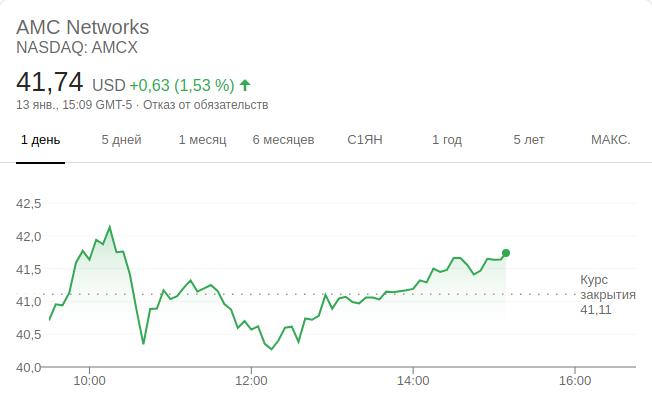 AMC Networks
NASDAQ: AMCX
41,74 USD +0,63 (1,53 %)
13 янв., 15:09 GMT-5 · Отказ от обязательств
1 день 5 дней 1 месяц 6 месяцев С1ЯН 1 год 5 лет МАКС.
42,5
42,0
41,5
41,0
40,5
40,0
Курс
закрытия
41,11
10:00 12:00 14:00 16:00